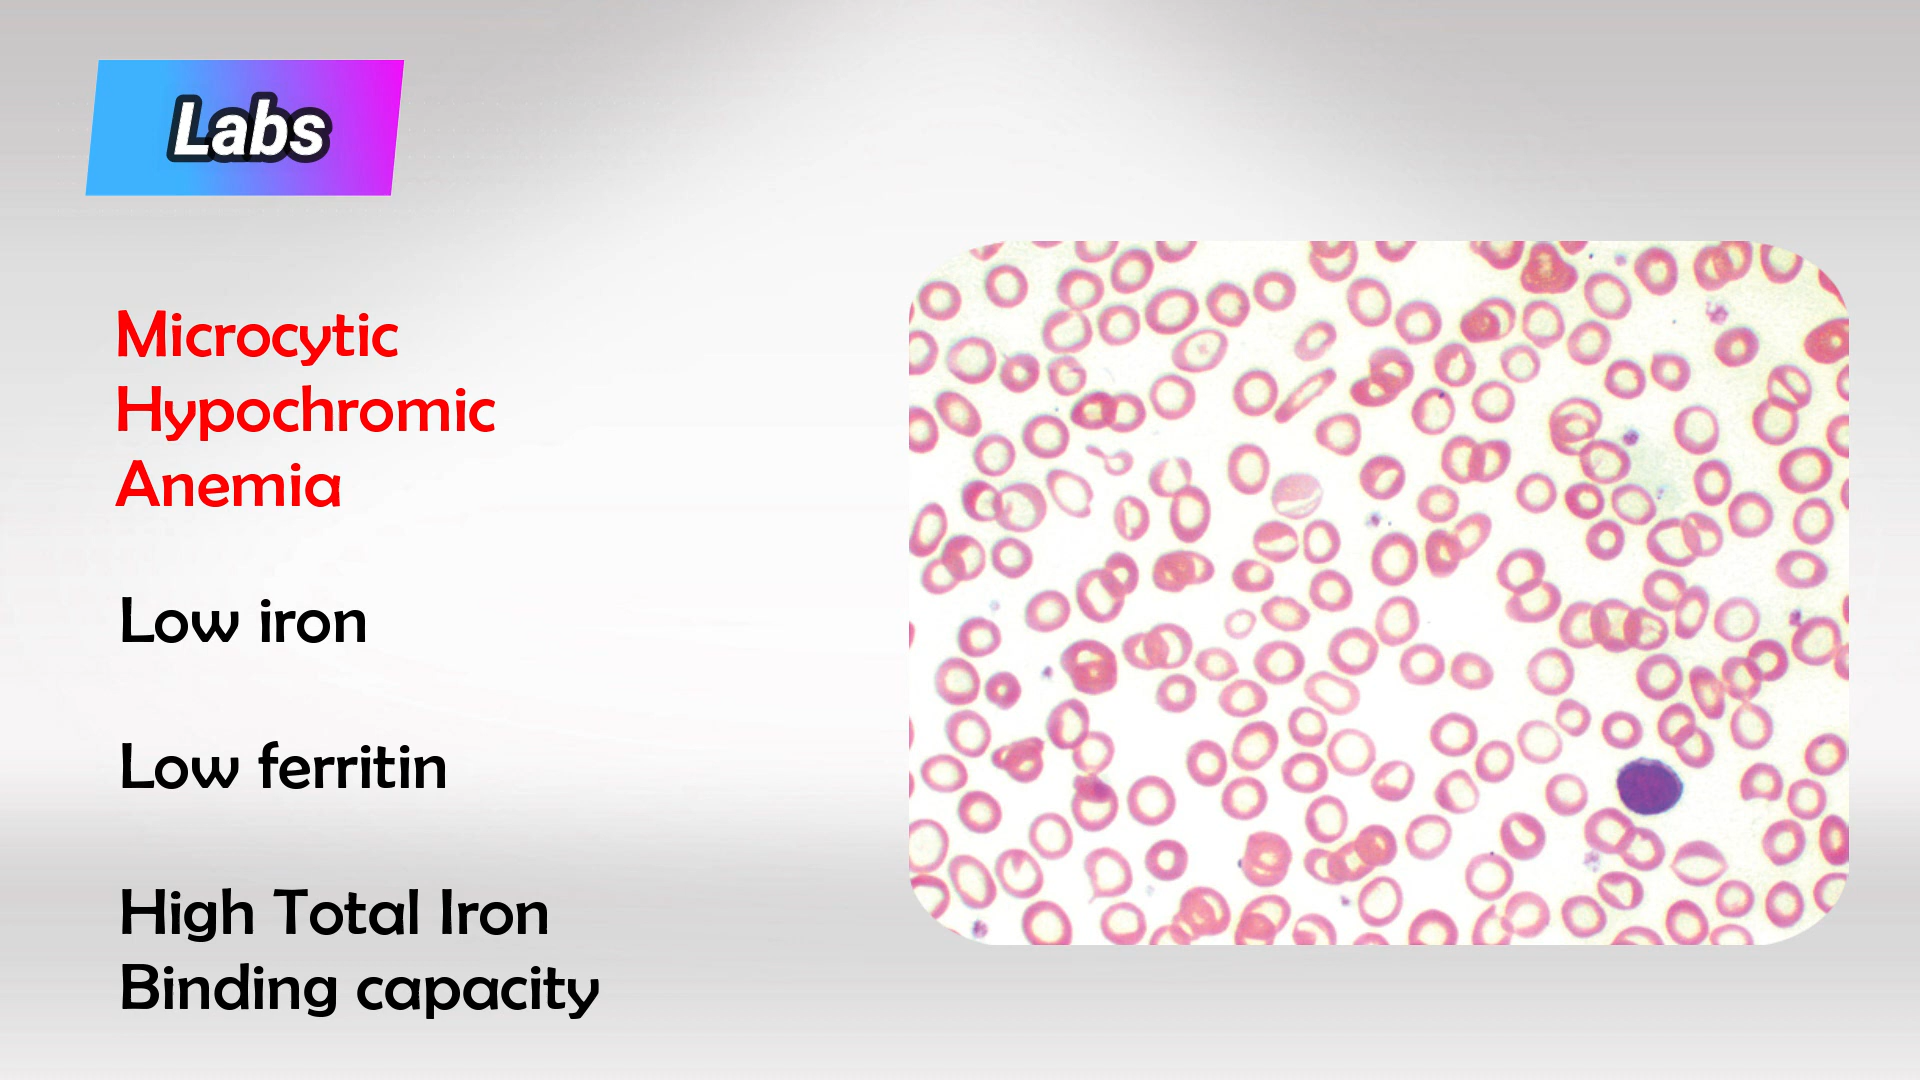 Labs
Microcytic
Hypochromic
Anemia
Low iron
Low ferritin
High Total Iron
Binding capacity